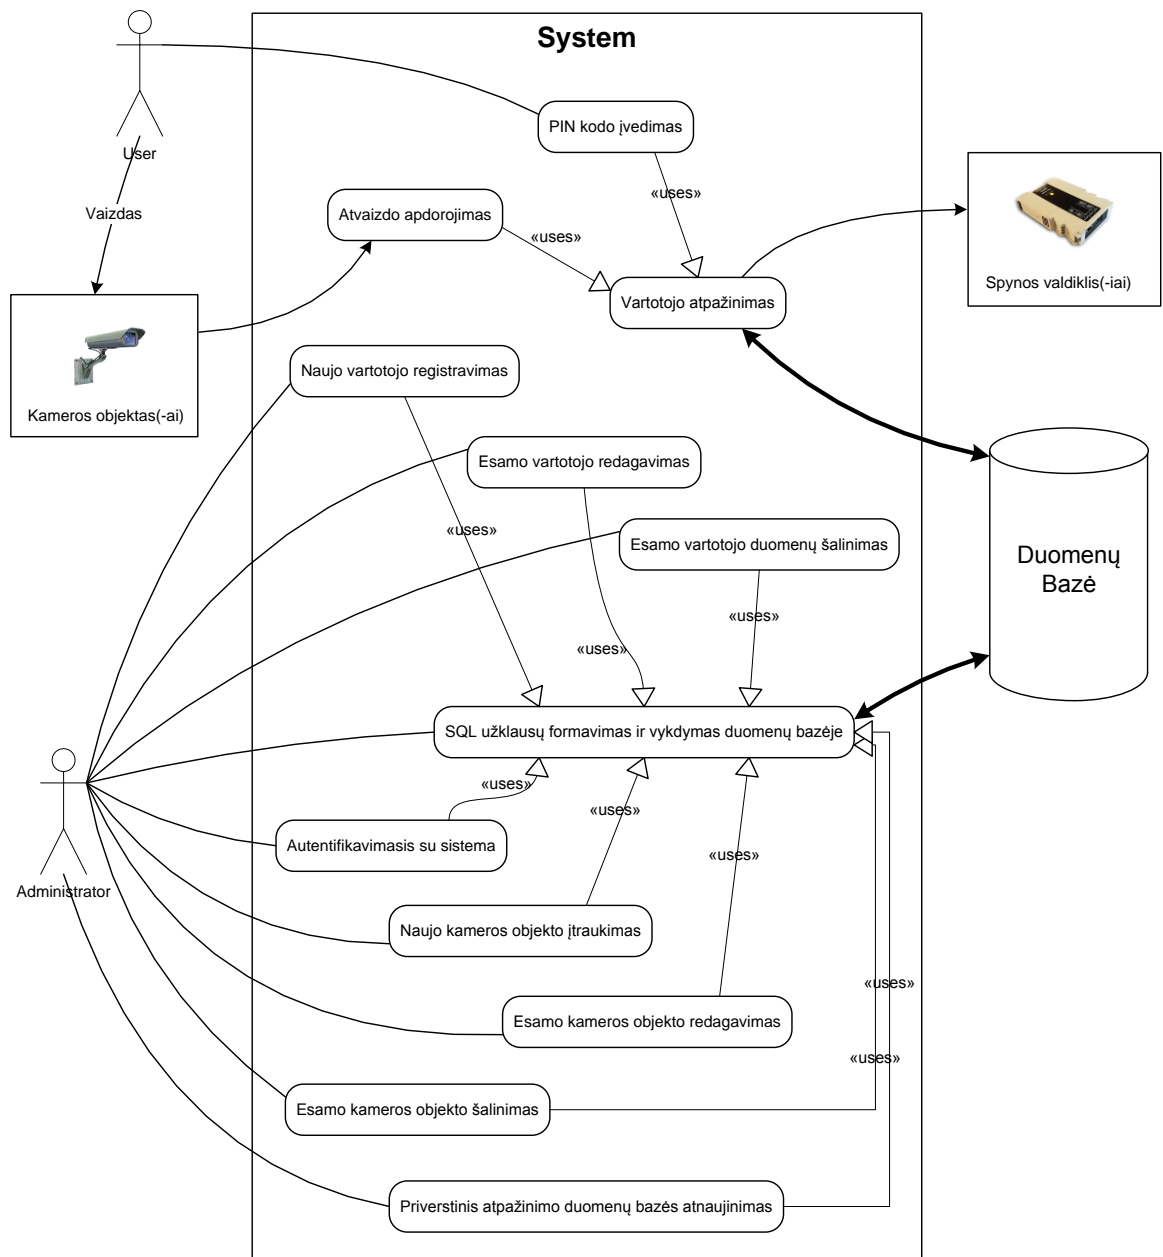 System
PIN kodo įvedimas
User
«uses»
Atvaizdo apdorojimas
Vaizdas
«uses»
Spynos valdiklis(-iai)
Vartotojo atpažinimas
Naujo vartotojo registravimas
Kameros objektas(-ai)
Esamo vartotojo redagavimas
«uses»
Esamo vartotojo duomenų šalinimas
Duomenų
Bazė
«uses»
«uses»
SQL užklausų formavimas ir vykdymas duomenų bazėje
«uses»
«uses»
Autentifikavimasis su sistema
«uses»
Administrator
Naujo kameros objekto įtraukimas
«uses»
Esamo kameros objekto redagavimas
«uses»
Esamo kameros objekto šalinimas
Priverstinis atpažinimo duomenų bazės atnaujinimas